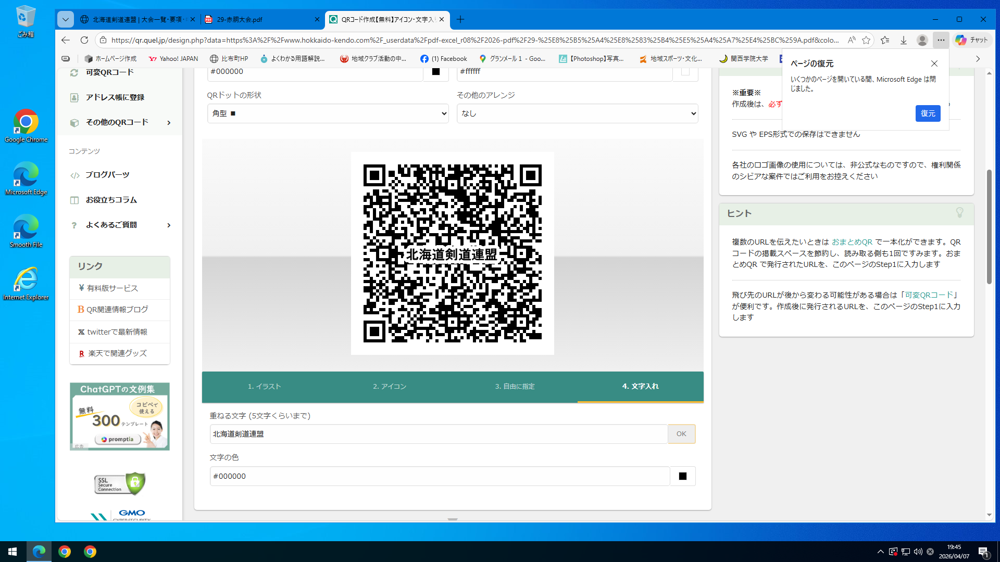 ごみ箱
Google Chrome
Microsoft Edge
Smooth File
Internet Explorer
北海道剣道連盟 | 大会一覧・要項・
29-赤胴大会.pdf
QRコード作成【無料】アイコン・文字入
https://qr.quel.jp/design.php?data=https%3A%2F%2Fwww.hokkaido-kendo.com%2F_userdata%2Fpdf-excel_r08%2F2026-pdf%2F29-%25E8%25B5%25A4%25E8%2583%25B4%25E5%25A4%25A7%25E4%25BC%259A.pdf&colo...
チャット
ホームページ作成
Yahoo! JAPAN
比布町HP
よくわかる用語解説...
地域クラブ活動の中...
(1) Facebook
グランメール 1 - Goo...
【Photoshop】写真...
地域スポーツ・文化...
関西学院大学
ページの復元
いくつかのページを開いている間、Microsoft Edge は閉
じました。
復元
可変QRコード
アドレス帳に登録
その他のQRコード
コンテンツ
ブログパーツ
お役立ちコラム
よくあるご質問
リンク
有料版サービス
QR関連情報ブログ
twitterで最新情報
楽天で関連グッズ
ChatGPTの文例集
無料
300
テンプレート
コピペで
使える
promptia
広告
SSL
Secure
Connection
GMO
CYBERSECURITY
#000000
#ffffff
QRドットの形状
その他のアレンジ
角型 ■
なし
北海道剣道連盟
1. イラスト
2. アイコン
3. 自由に指定
4. 文字入れ
重ねる文字 (5文字くらいまで)
北海道剣道連盟
OK
文字の色
#000000
※重要※
作成後は、必ず
SVG や EPS形式での保存はできません
各社のロゴ画像の使用については、非公式なものですので、権利関係
のシビアな案件ではご利用をお控えください
ヒント
複数のURLを伝えたいときは おまとめQR で一本化ができます。QR
コードの掲載スペースを節約し、読み取る側も1回ですみます。おま
とめQR で発行されたURLを、このページのStep1に入力します
飛び先のURLが後から変わる可能性がある場合は「可変QRコード」
が便利です。作成後に発行されるURLを、このページのStep1に入力
します
19:45
2026/04/07
1